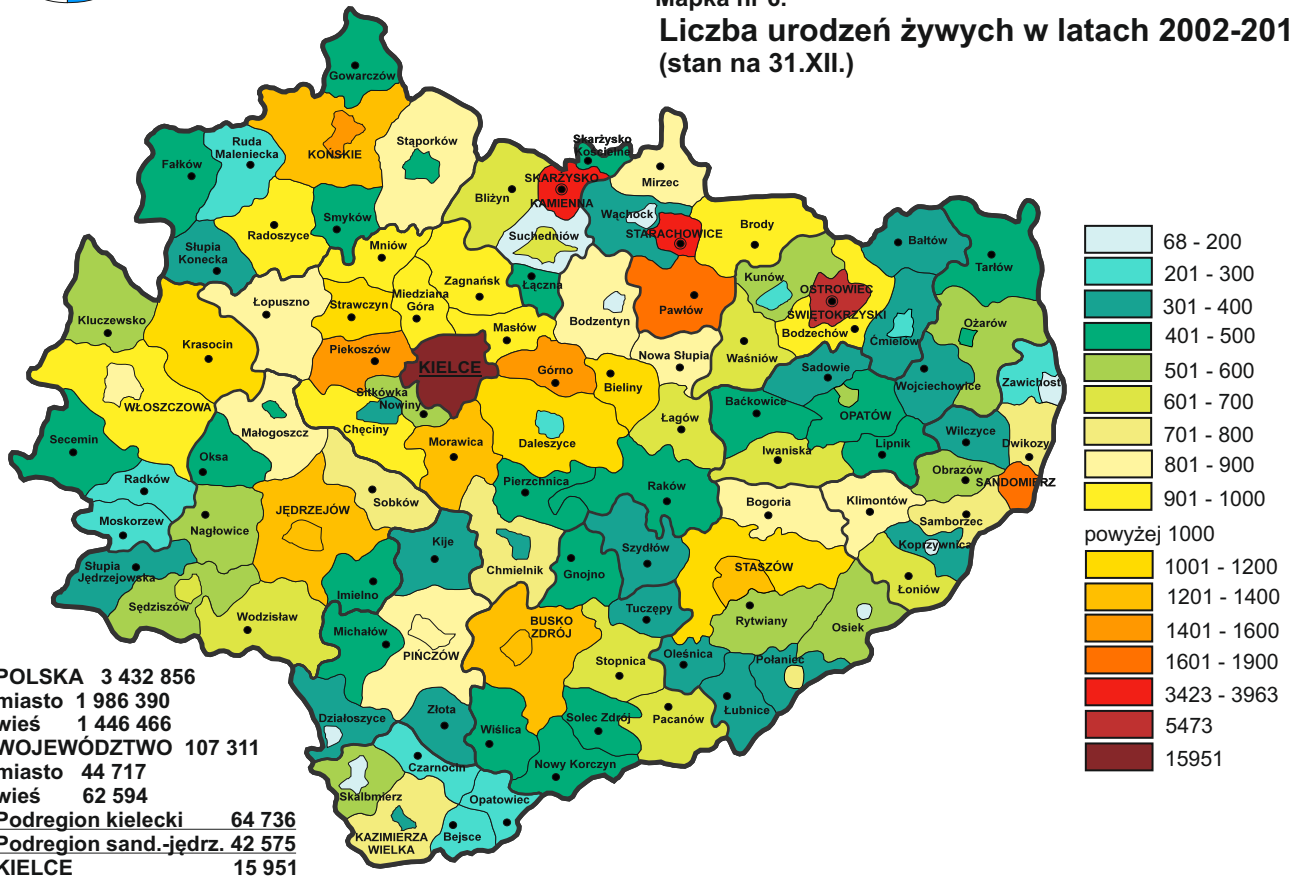 Mapka nr 6.
Liczba urodzeń żywych w latach 2002-201
(stan na 31.XII.)
Gowarczów
KOŃSKIE
Stąporków
Ruda
Maleniecka
Fałków
Smyków
Radoszyce
Słupia
Konecka
Skarżysko
Kościelne
SKARŻYSKO
KAMIENNA
Bliżyn
Suchedniów
Łączna
Mirzec
Wąchock
STARACHOWICE
Brody
Pawłów
Bałtów
Tarłów
Kunów
OSTROWIEC
ŚWIĘTOKRZYSKI
Bodzechów
Ćmielów
Ożarów
Waśniów
Mniów
Zagnańsk
Miedziana
Góra
Strawczyn
Łopuszno
Masłów
Bodzentyn
Nowa Słupia
Piekoszów
KIELCE
Górno
Bieliny
Sitkówka
Nowiny
Chęciny
Morawica
Daleszyce
Łagów
Kluczewsko
Krasocin
WŁOSZCZOWA
Małogoszcz
Secemin
Oksa
Radków
Moskorzew
Sadowie
Wojciechowice
Zawichost
Baćkowice
OPATÓW
Lipnik
Iwaniska
Wilczyce
Dwikozy
Obrazów
SANDOMIERZ
Samborzec
Klimontów
Koprzywnica
Łoniów
Bogoria
STASZÓW
Rytwiany
Osiek
Pierzchnica
Raków
Sobków
JĘDRZEJÓW
Nagłowice
Słupia
Jędrzejowska
Sędziszów
Wodzisław
Imielno
Kije
Chmielnik
Gnojno
Szydłów
Tuczępy
Michałów
PIŃCZÓW
BUSKO
ZDRÓJ
Stopnica
Oleśnica
Połaniec
Łubnice
Pacanów
Solec Zdrój
Działoszyce
Złota
Wiślica
Nowy Korczyn
Czarnocin
Skalbmierz
Opatowiec
KAZIMIERZA
WIELKA
Bejsce
68 - 200
201 - 300
301 - 400
401 - 500
501 - 600
601 - 700
701 - 800
801 - 900
901 - 1000
powyżej 1000
1001 - 1200
1201 - 1400
1401 - 1600
1601 - 1900
3423 - 3963
5473
15951
POLSKA 3 432 856
miasto 1 986 390
wieś 1 446 466
WOJEWÓDZTWO 107 311
miasto 44 717
wieś 62 594
Podregion kielecki 64 736
Podregion sand.-jędrz. 42 575
KIELCE 15 951